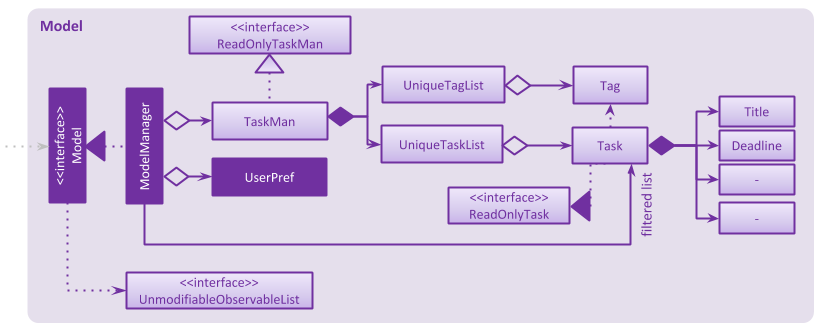 Model
<<interface>>
ReadOnlyTaskMan
<<interface>>
Model
ModelManager
TaskMan
UserPref
UniqueTagList
UniqueTaskList
Tag
Task
<<interface>>
ReadOnlyTask
filtered list
Title
Deadline
-
-
<<interface>>
UnmodifiableObservableList